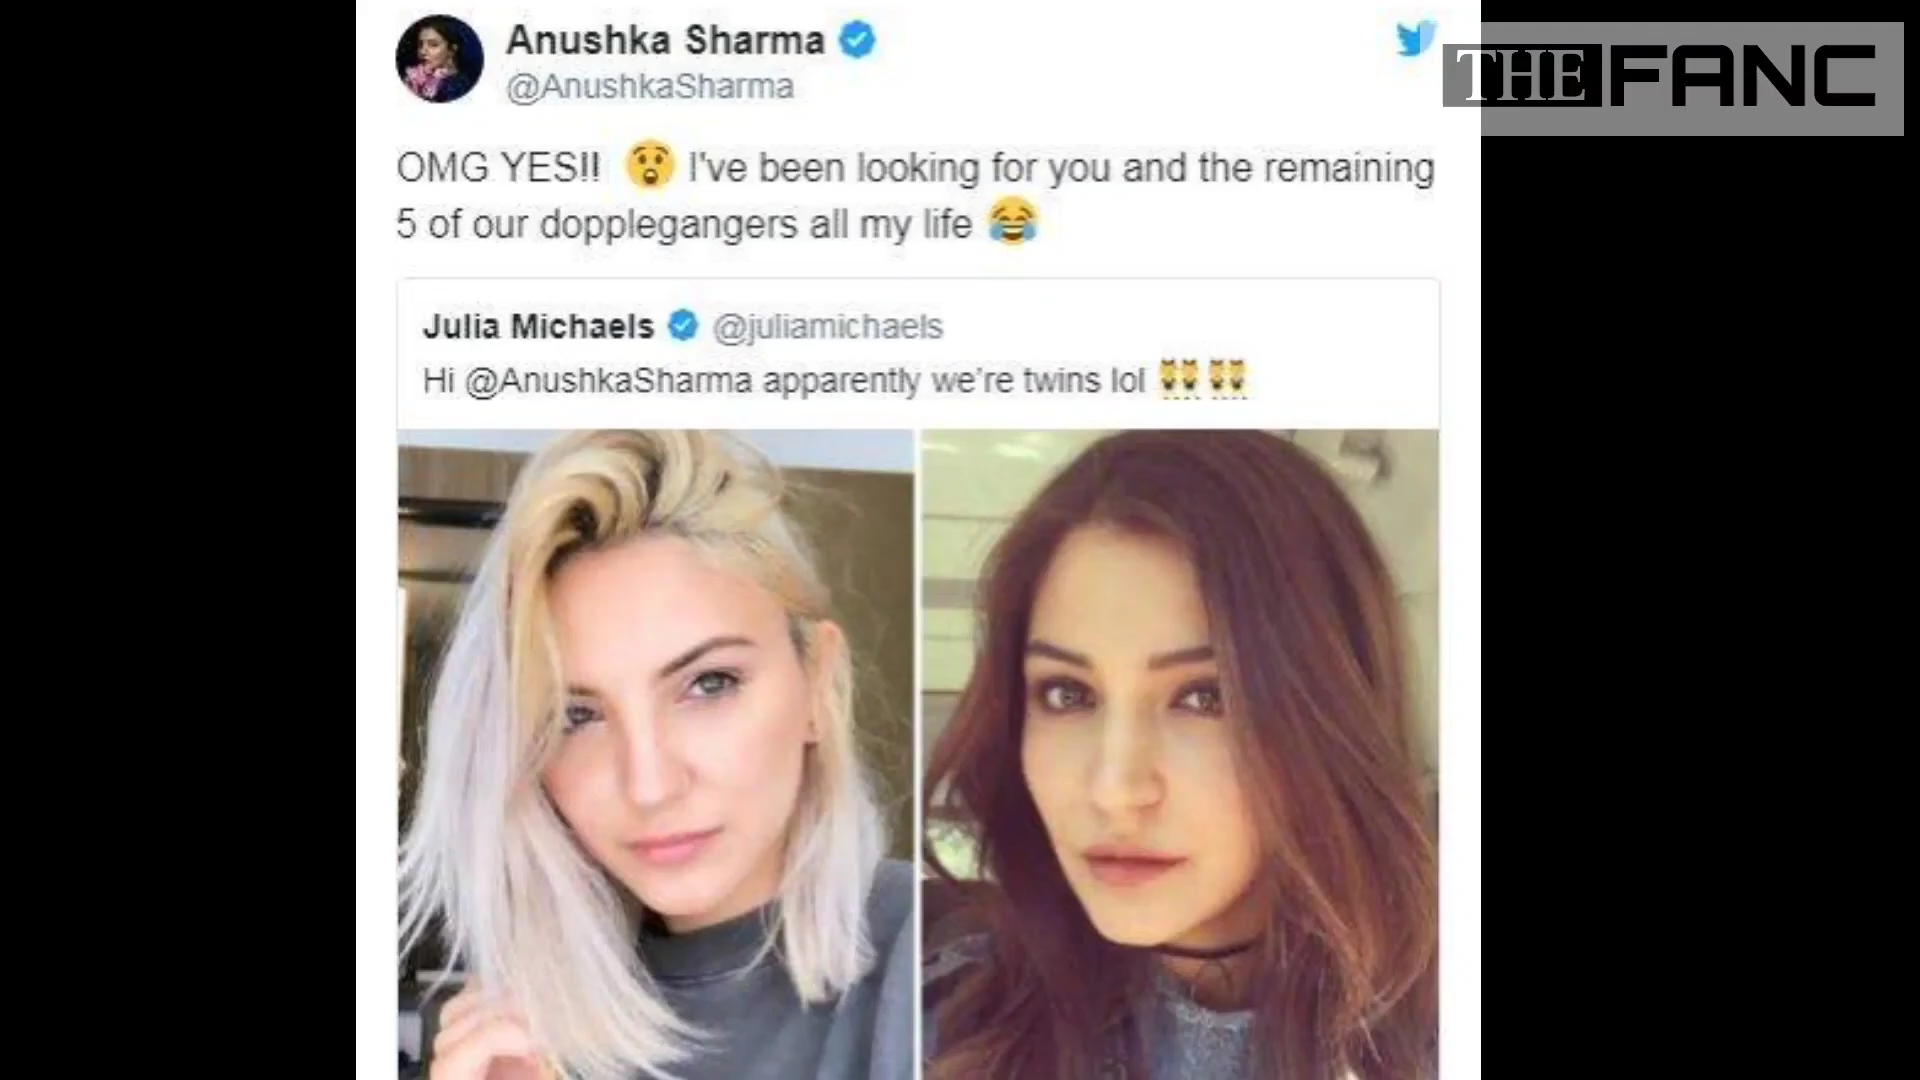 Anushka Sharma
@AnushkaSharma
THE FANC
OMG YES!! 😲 I've been looking for you and the remaining
5 of our dopplegangers all my life 😂
Julia Michaels @juliamichaels
Hi @AnushkaSharma apparently we're twins lol 👯👯